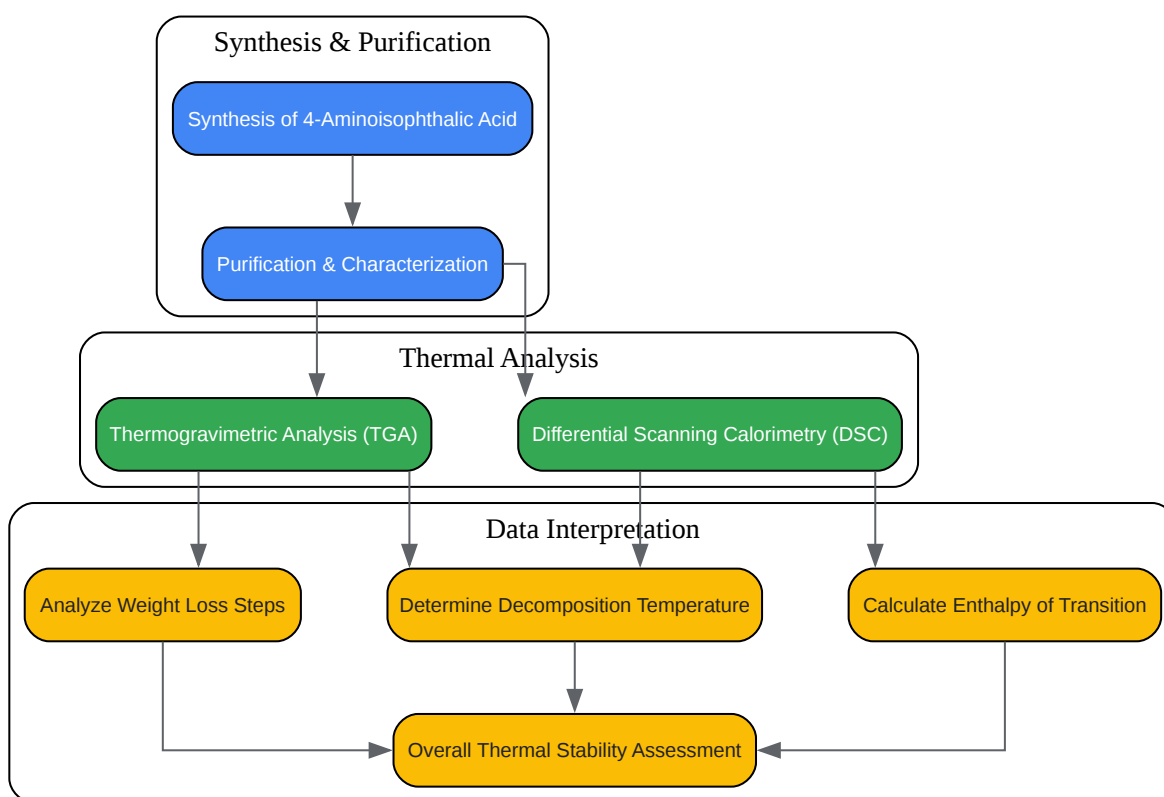 Synthesis & Purification
Synthesis of 4-Aminoisophthalic Acid
Purification & Characterization
Thermal Analysis
Thermogravimetric Analysis (TGA)
Differential Scanning Calorimetry (DSC)
Data Interpretation
Analyze Weight Loss Steps
Determine Decomposition Temperature
Calculate Enthalpy of Transition
Overall Thermal Stability Assessment